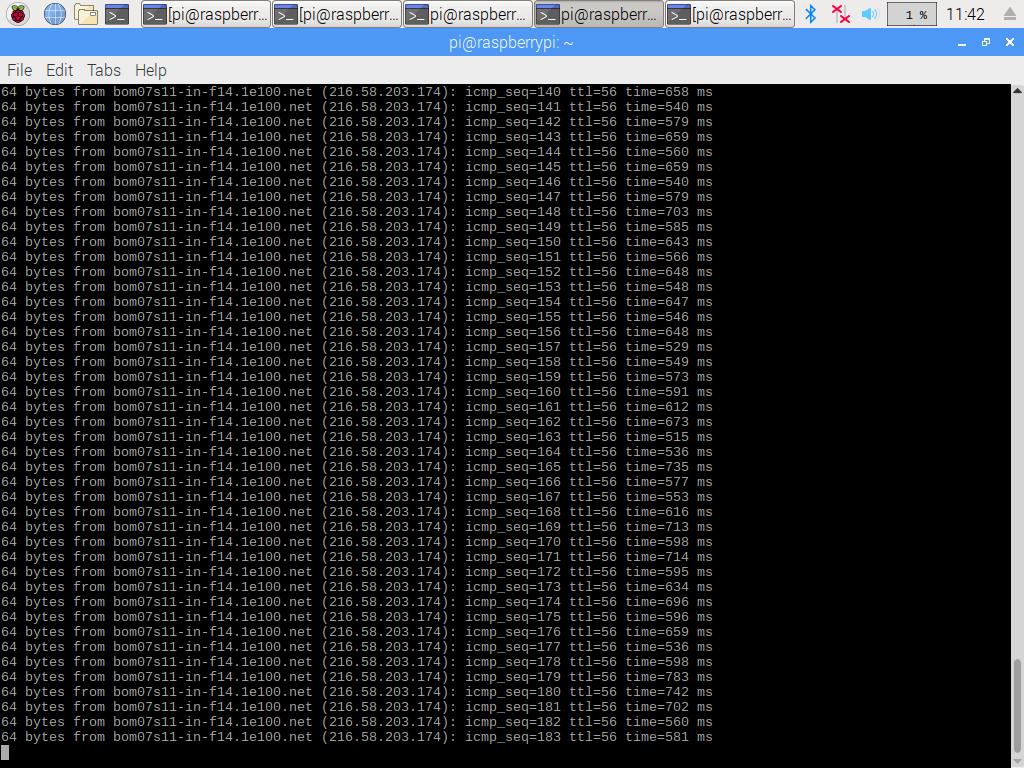 [pi@raspberr... [pi@raspberr... pi@raspberr... pi@raspberr... [pi@raspberr... 1 % 11:42
pi@raspberrypi: ~
File Edit Tabs Help
64 bytes from bom07s11-in-f14.1e100.net (216.58.203.174): icmp_seq=140 ttl=56 time=658 ms
64 bytes from bom07s11-in-f14.1e100.net (216.58.203.174): icmp_seq=141 ttl=56 time=540 ms
64 bytes from bom07s11-in-f14.1e100.net (216.58.203.174): icmp_seq=142 ttl=56 time=579 ms
64 bytes from bom07s11-in-f14.1e100.net (216.58.203.174): icmp_seq=143 ttl=56 time=659 ms
64 bytes from bom07s11-in-f14.1e100.net (216.58.203.174): icmp_seq=144 ttl=56 time=560 ms
64 bytes from bom07s11-in-f14.1e100.net (216.58.203.174): icmp_seq=145 ttl=56 time=659 ms
64 bytes from bom07s11-in-f14.1e100.net (216.58.203.174): icmp_seq=146 ttl=56 time=540 ms
64 bytes from bom07s11-in-f14.1e100.net (216.58.203.174): icmp_seq=147 ttl=56 time=579 ms
64 bytes from bom07s11-in-f14.1e100.net (216.58.203.174): icmp_seq=148 ttl=56 time=703 ms
64 bytes from bom07s11-in-f14.1e100.net (216.58.203.174): icmp_seq=149 ttl=56 time=585 ms
64 bytes from bom07s11-in-f14.1e100.net (216.58.203.174): icmp_seq=150 ttl=56 time=643 ms
64 bytes from bom07s11-in-f14.1e100.net (216.58.203.174): icmp_seq=151 ttl=56 time=566 ms
64 bytes from bom07s11-in-f14.1e100.net (216.58.203.174): icmp_seq=152 ttl=56 time=648 ms
64 bytes from bom07s11-in-f14.1e100.net (216.58.203.174): icmp_seq=153 ttl=56 time=548 ms
64 bytes from bom07s11-in-f14.1e100.net (216.58.203.174): icmp_seq=154 ttl=56 time=647 ms
64 bytes from bom07s11-in-f14.1e100.net (216.58.203.174): icmp_seq=155 ttl=56 time=546 ms
64 bytes from bom07s11-in-f14.1e100.net (216.58.203.174): icmp_seq=156 ttl=56 time=648 ms
64 bytes from bom07s11-in-f14.1e100.net (216.58.203.174): icmp_seq=157 ttl=56 time=529 ms
64 bytes from bom07s11-in-f14.1e100.net (216.58.203.174): icmp_seq=158 ttl=56 time=549 ms
64 bytes from bom07s11-in-f14.1e100.net (216.58.203.174): icmp_seq=159 ttl=56 time=573 ms
64 bytes from bom07s11-in-f14.1e100.net (216.58.203.174): icmp_seq=160 ttl=56 time=591 ms
64 bytes from bom07s11-in-f14.1e100.net (216.58.203.174): icmp_seq=161 ttl=56 time=612 ms
64 bytes from bom07s11-in-f14.1e100.net (216.58.203.174): icmp_seq=162 ttl=56 time=673 ms
64 bytes from bom07s11-in-f14.1e100.net (216.58.203.174): icmp_seq=163 ttl=56 time=515 ms
64 bytes from bom07s11-in-f14.1e100.net (216.58.203.174): icmp_seq=164 ttl=56 time=536 ms
64 bytes from bom07s11-in-f14.1e100.net (216.58.203.174): icmp_seq=165 ttl=56 time=735 ms
64 bytes from bom07s11-in-f14.1e100.net (216.58.203.174): icmp_seq=166 ttl=56 time=577 ms
64 bytes from bom07s11-in-f14.1e100.net (216.58.203.174): icmp_seq=167 ttl=56 time=553 ms
64 bytes from bom07s11-in-f14.1e100.net (216.58.203.174): icmp_seq=168 ttl=56 time=616 ms
64 bytes from bom07s11-in-f14.1e100.net (216.58.203.174): icmp_seq=169 ttl=56 time=713 ms
64 bytes from bom07s11-in-f14.1e100.net (216.58.203.174): icmp_seq=170 ttl=56 time=598 ms
64 bytes from bom07s11-in-f14.1e100.net (216.58.203.174): icmp_seq=171 ttl=56 time=714 ms
64 bytes from bom07s11-in-f14.1e100.net (216.58.203.174): icmp_seq=172 ttl=56 time=595 ms
64 bytes from bom07s11-in-f14.1e100.net (216.58.203.174): icmp_seq=173 ttl=56 time=634 ms
64 bytes from bom07s11-in-f14.1e100.net (216.58.203.174): icmp_seq=174 ttl=56 time=696 ms
64 bytes from bom07s11-in-f14.1e100.net (216.58.203.174): icmp_seq=175 ttl=56 time=596 ms
64 bytes from bom07s11-in-f14.1e100.net (216.58.203.174): icmp_seq=176 ttl=56 time=659 ms
64 bytes from bom07s11-in-f14.1e100.net (216.58.203.174): icmp_seq=177 ttl=56 time=536 ms
64 bytes from bom07s11-in-f14.1e100.net (216.58.203.174): icmp_seq=178 ttl=56 time=598 ms
64 bytes from bom07s11-in-f14.1e100.net (216.58.203.174): icmp_seq=179 ttl=56 time=783 ms
64 bytes from bom07s11-in-f14.1e100.net (216.58.203.174): icmp_seq=180 ttl=56 time=742 ms
64 bytes from bom07s11-in-f14.1e100.net (216.58.203.174): icmp_seq=181 ttl=56 time=702 ms
64 bytes from bom07s11-in-f14.1e100.net (216.58.203.174): icmp_seq=182 ttl=56 time=560 ms
64 bytes from bom07s11-in-f14.1e100.net (216.58.203.174): icmp_seq=183 ttl=56 time=581 ms